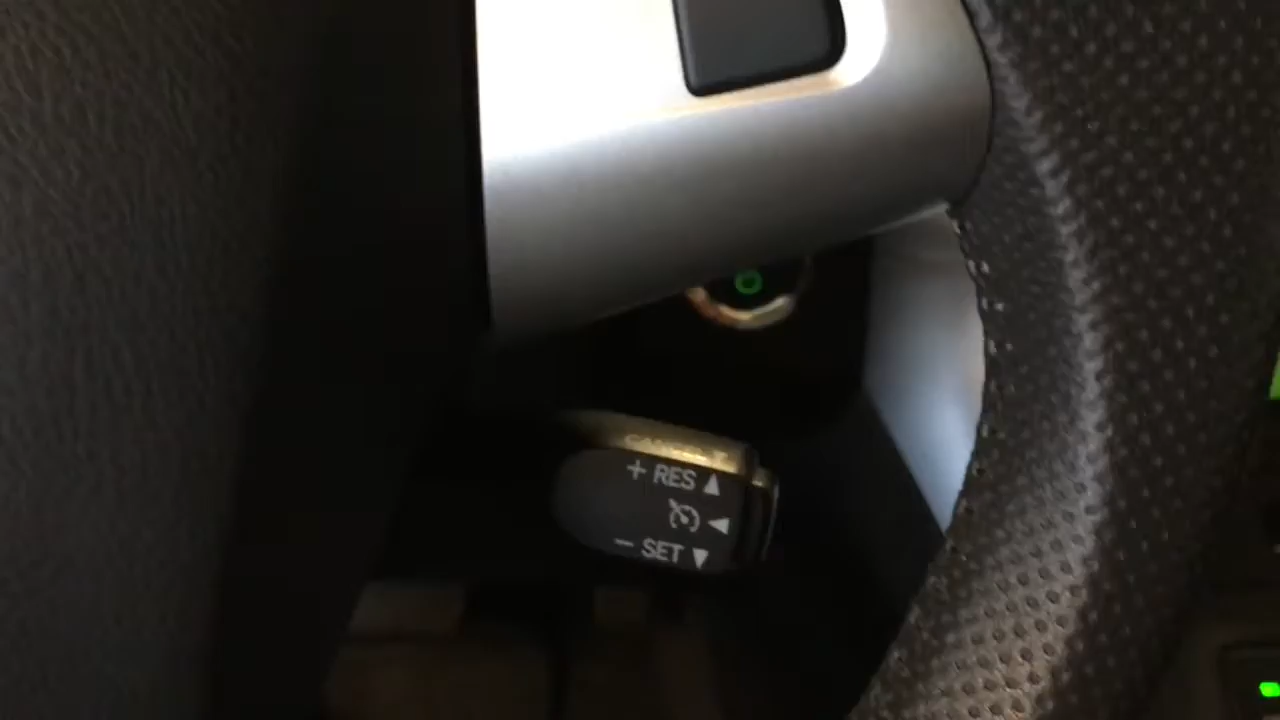 + RES ▲
◀
− SET ▼